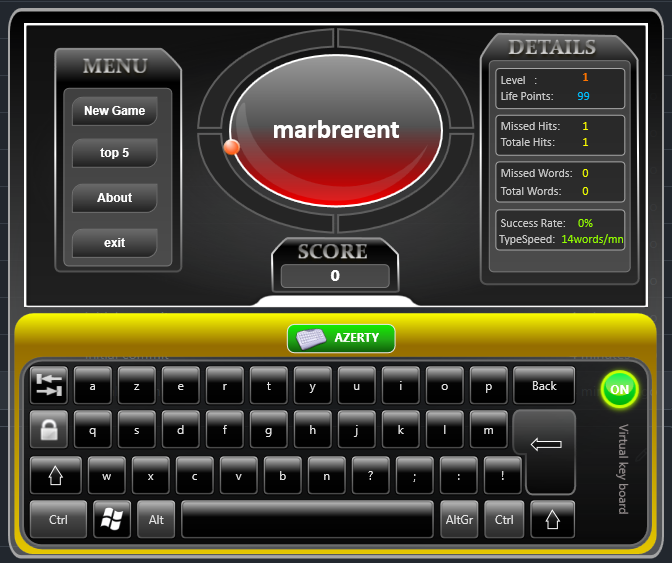 MENU
New Game
top 5
About
exit
marbrerent
SCORE
0
DETAILS
Level : 1
Life Points: 99
Missed Hits: 1
Totale Hits: 1
Missed Words: 0
Total Words: 0
Success Rate: 0%
TypeSpeed: 14words/mn
AZERTY
a z e r t y u i o p Back
ON
q s d f g h j k l m
w x c v b n ? ; : !
Virtual key board
Ctrl Alt AltGr Ctrl